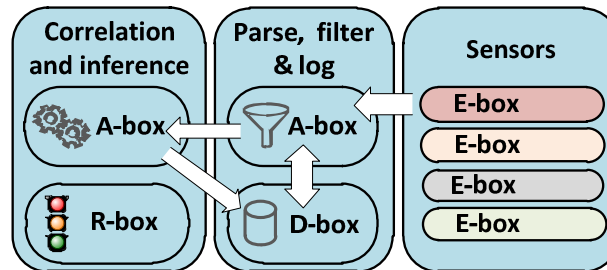 Correlation
and inference
A-box
R-box
Parse, filter
& log
A-box
D-box
Sensors
E-box
E-box
E-box
E-box